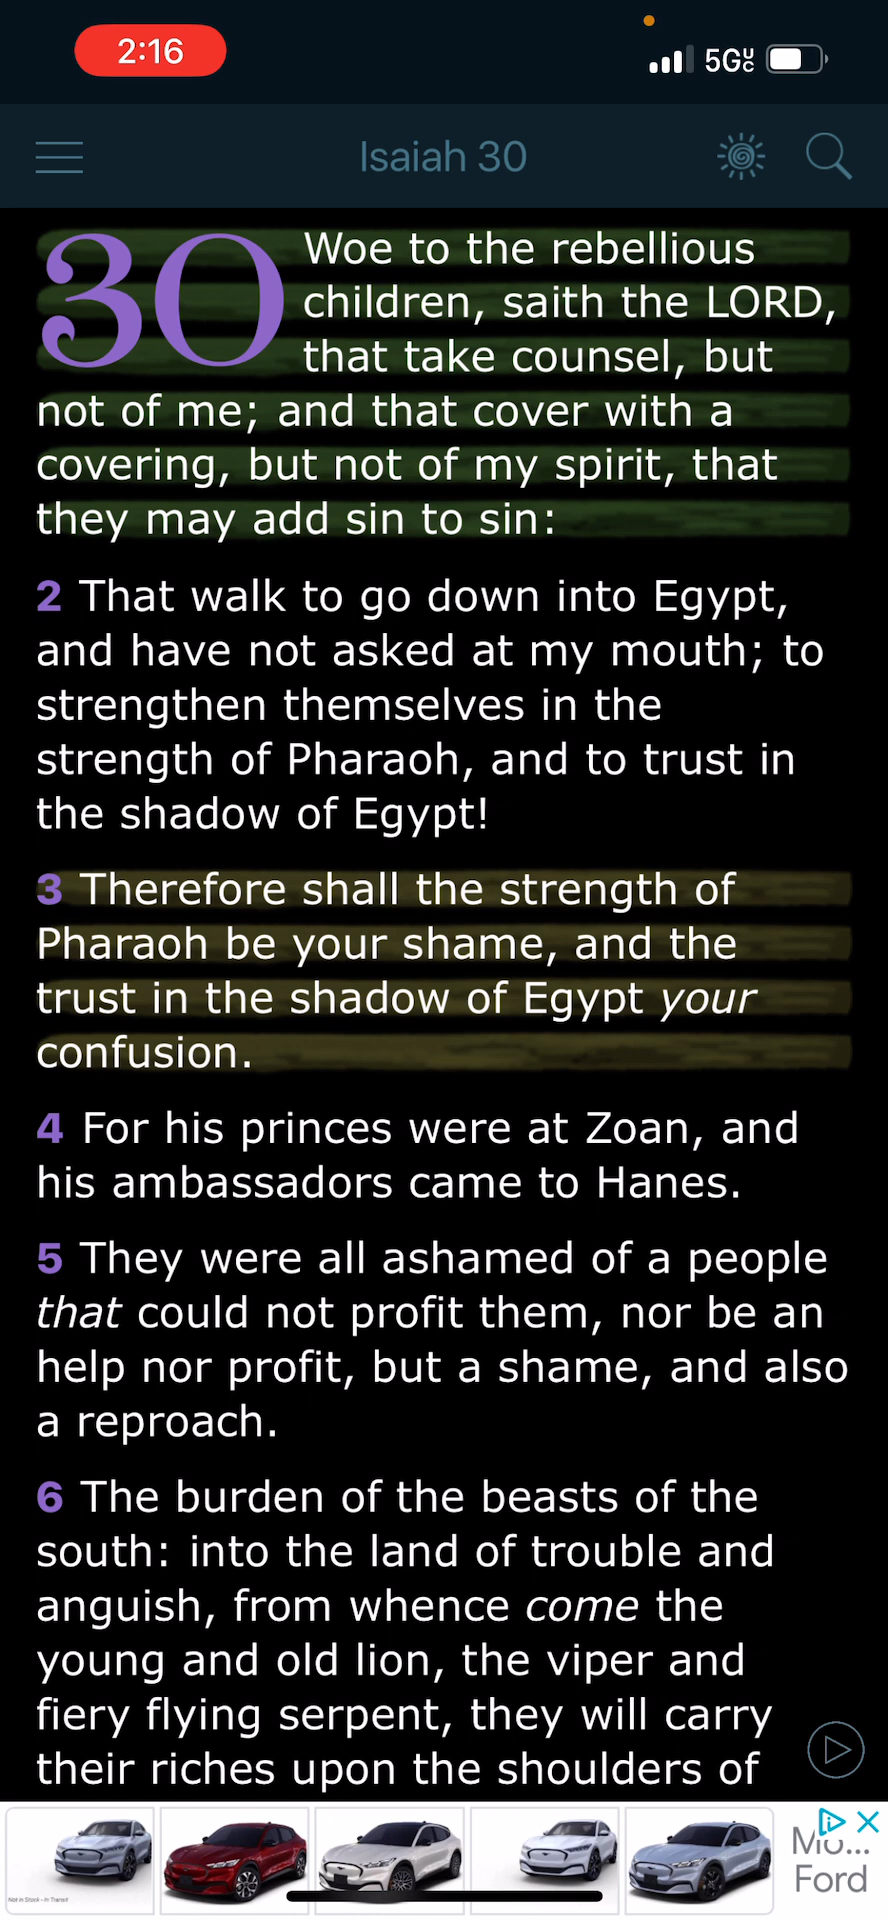 2:16
5GUC
Isaiah 30
30 Woe to the rebellious
children, saith the LORD,
that take counsel, but
not of me; and that cover with a
covering, but not of my spirit, that
they may add sin to sin:
2 That walk to go down into Egypt,
and have not asked at my mouth; to
strengthen themselves in the
strength of Pharaoh, and to trust in
the shadow of Egypt!
3 Therefore shall the strength of
Pharaoh be your shame, and the
trust in the shadow of Egypt your
confusion.
4 For his princes were at Zoan, and
his ambassadors came to Hanes.
5 They were all ashamed of a people
that could not profit them, nor be an
help nor profit, but a shame, and also
a reproach.
6 The burden of the beasts of the
south: into the land of trouble and
anguish, from whence come the
young and old lion, the viper and
fiery flying serpent, they will carry
their riches upon the shoulders of
Not in Stock - In Transit
Mo...
Ford